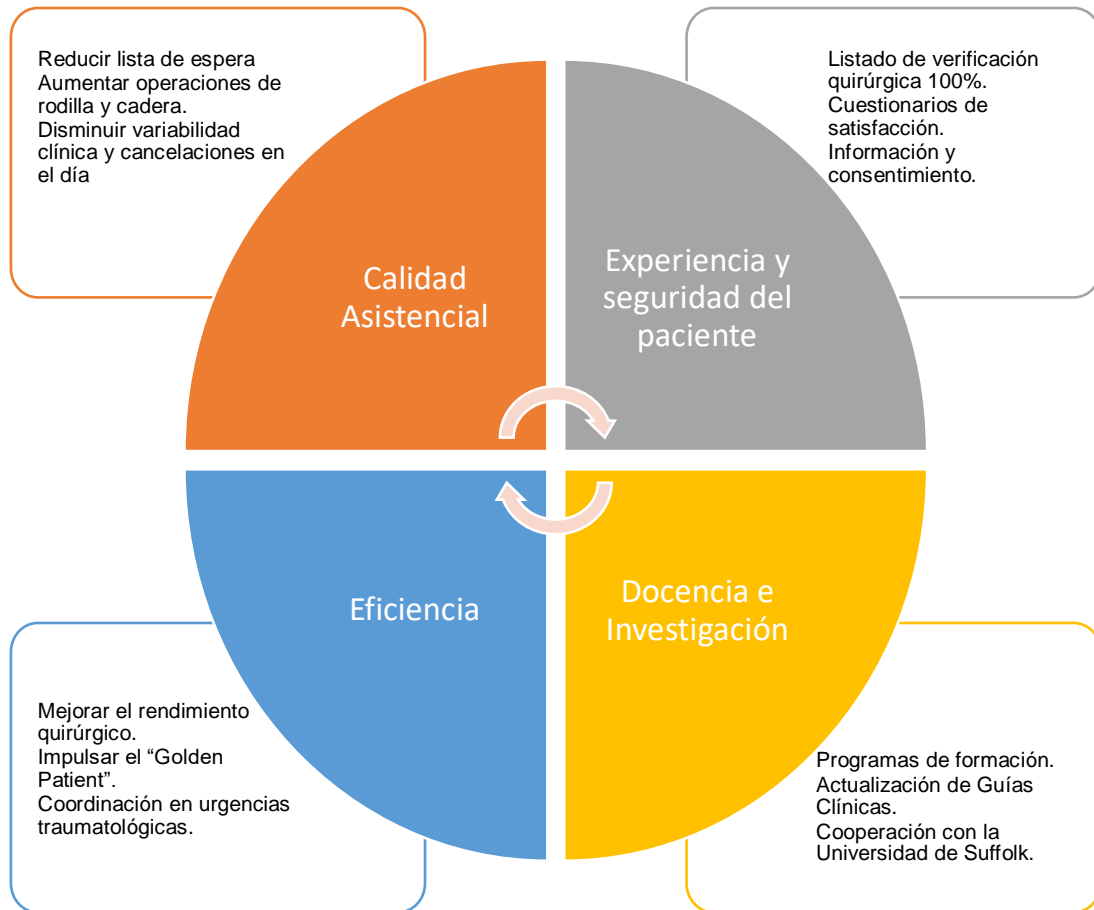 Reducir lista de espera
Aumentar operaciones de
rodilla y cadera.
Disminuir variabilidad
clínica y cancelaciones en
el día
Listado de verificación
quirúrgica 100%.
Cuestionarios de
satisfacción.
Información y
consentimiento.
Calidad
Asistencial
Experiencia y
seguridad del
paciente
Eficiencia
Docencia e
Investigación
Mejorar el rendimiento
quirúrgico.
Impulsar el “Golden
Patient”.
Coordinación en urgencias
traumatológicas.
Programas de formación.
Actualización de Guías
Clínicas.
Cooperación con la
Universidad de Suffolk.